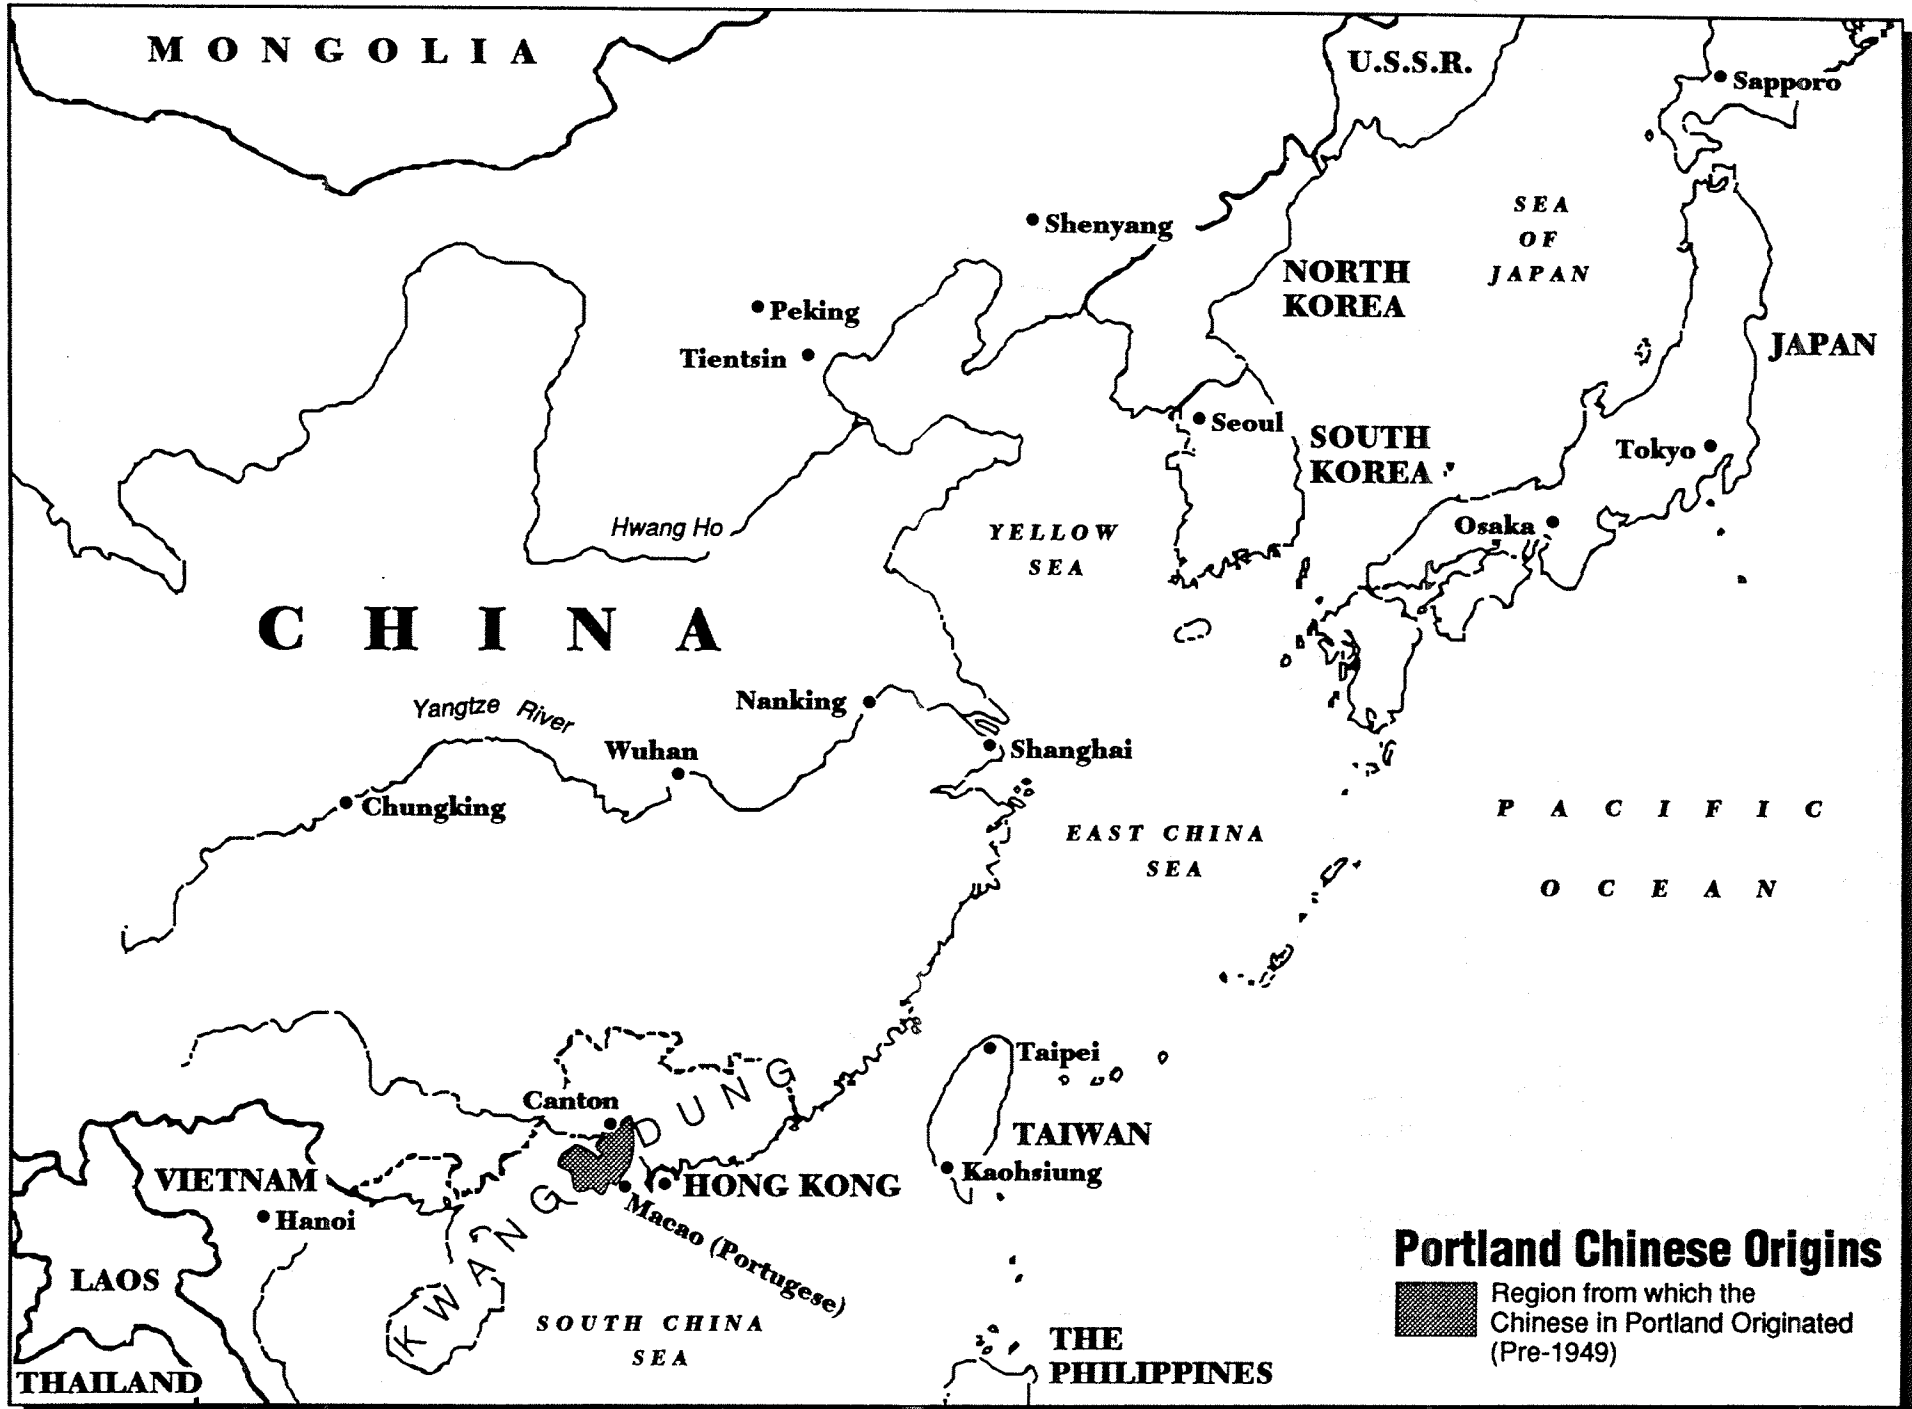 MONGOLIA
U.S.S.R.
Sapporo
Shenyang
SEA
OF
JAPAN
NORTH
KOREA
Peking
Tientsin
JAPAN
Seoul
SOUTH
KOREA
Tokyo
Hwang Ho
YELLOW
SEA
Osaka
CHINA
Nanking
Yangtze River
Wuhan
Shanghai
Chungking
PACIFIC
OCEAN
EAST CHINA
SEA
Taipei
Canton
KWANGDUNG
TAIWAN
Kaohsiung
VIETNAM
HONG KONG
Hanoi
Macao (Portugese)
LAOS
SOUTH CHINA
SEA
THE
PHILIPPINES
THAILAND
Portland Chinese Origins
Region from which the
Chinese in Portland Originated
(Pre-1949)